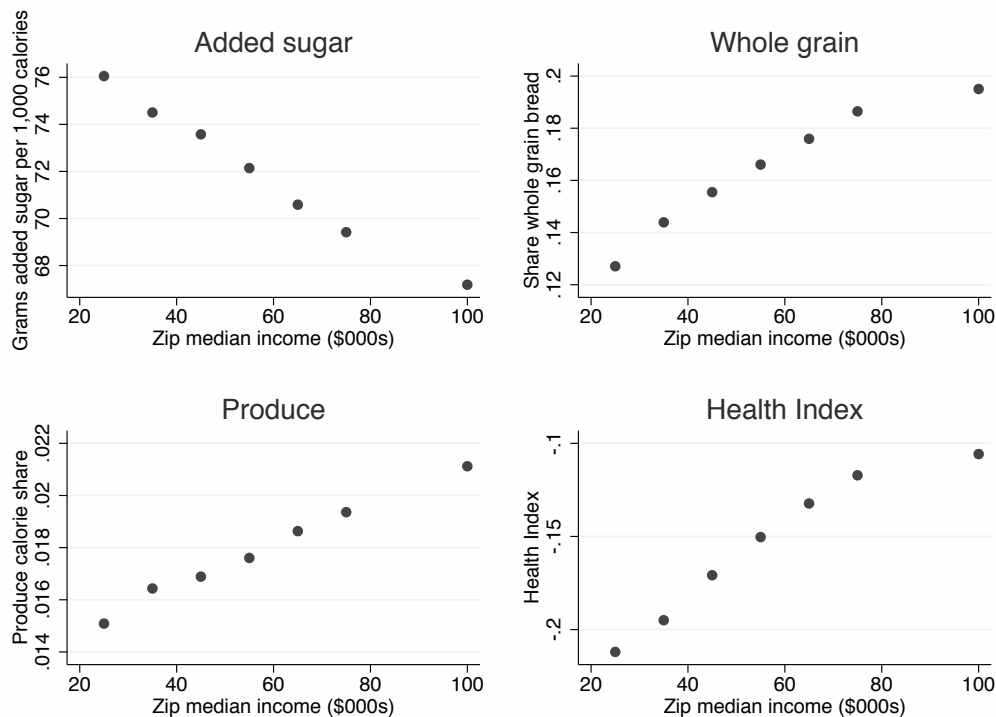 Added sugar
Grams added sugar per 1,000 calories
76
74
72
70
68
20 40 60 80 100
Zip median income ($000s)
Whole grain
Share whole grain bread
.2
.18
.16
.14
.12
20 40 60 80 100
Zip median income ($000s)
Produce
Produce calorie share
.022
.02
.018
.016
.014
20 40 60 80 100
Zip median income ($000s)
Health Index
Health Index
-.1
-.15
-.2
20 40 60 80 100
Zip median income ($000s)